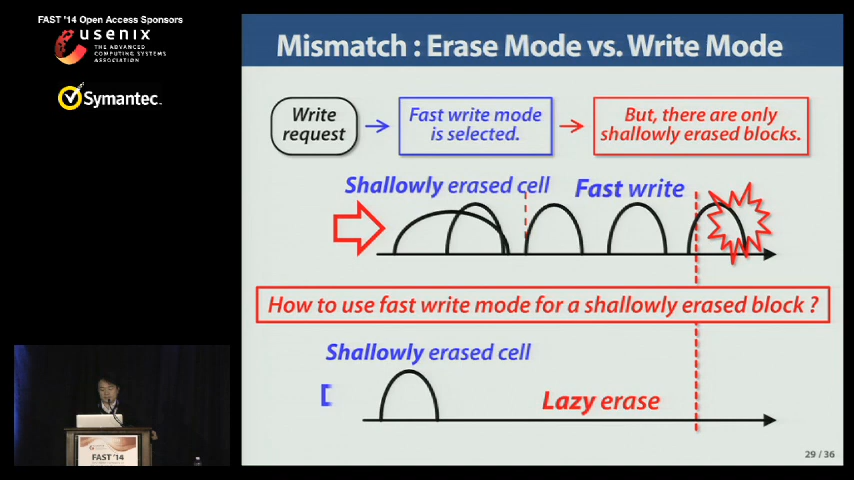 FAST '14 Open Access Sponsors
usenix
THE ADVANCED
COMPUTING SYSTEMS
ASSOCIATION
Symantec.
Mismatch : Erase Mode vs. Write Mode
Write
request
Fast write mode
is selected.
But, there are only
shallowly erased blocks.
Shallowly erased cell
Fast write
How to use fast write mode for a shallowly erased block ?
Shallowly erased cell
Lazy erase
FAST '14
29 / 36